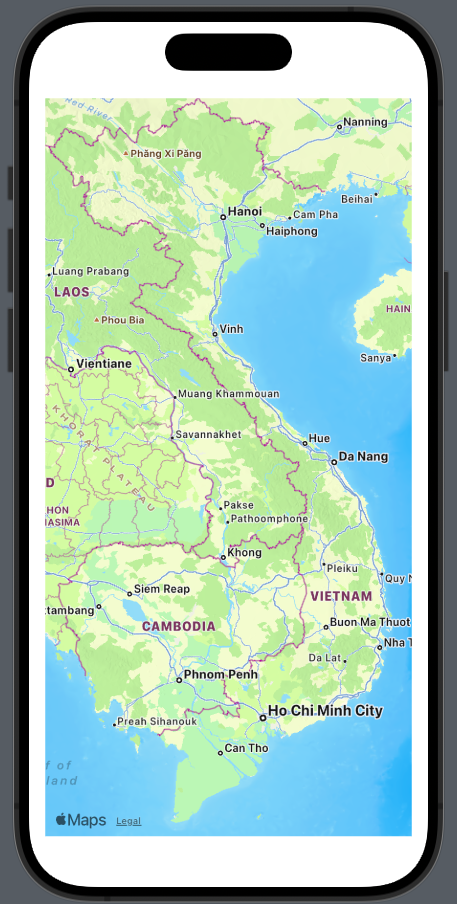 Red River
Nanning
Phăng Xi Păng
Beihai
Hanoi
Cam Pha
Haiphong
Luang Prabang
LAOS
HAIN
Phou Bia
Vinh
Sanya
Vientiane
Muang Khammouan
Savannakhet
KHORAT PLATEAU
Hue
Da Nang
D
Pakse
HON
Pathoomphone
IASIMA
Khong
Pleiku
Quy N
Siem Reap
VIETNAM
ttambang
CAMBODIA
Buon Ma Thuot
Nha T
Da Lat
Phnom Penh
Ho Chi Minh City
Preah Sihanouk
Can Tho
f of
land
Maps Legal